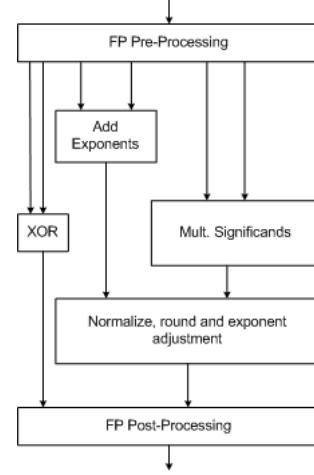 FP Pre-Processing
Add
Exponents
XOR
Mult. Significands
Normalize, round and exponent
adjustment
FP Post-Processing